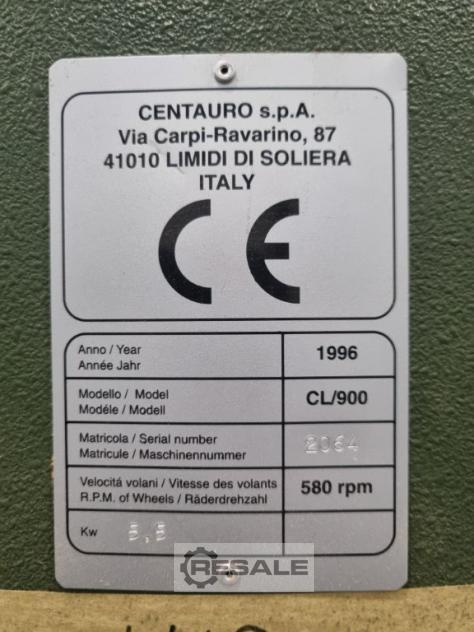 CENTAURO s.p.A.
Via Carpi-Ravarino, 87
41010 LIMIDI DI SOLIERA
ITALY
CE
Anno / Year
Année Jahr
1996
Modello / Model
Modéle / Modell
CL/900
Matricola / Serial number
Matricule / Maschinennummer
2064
Velocitá volani / Vitesse des volants
R.P.M. of Wheels / Räderdrehzahl
580 rpm
Kw
RESALE